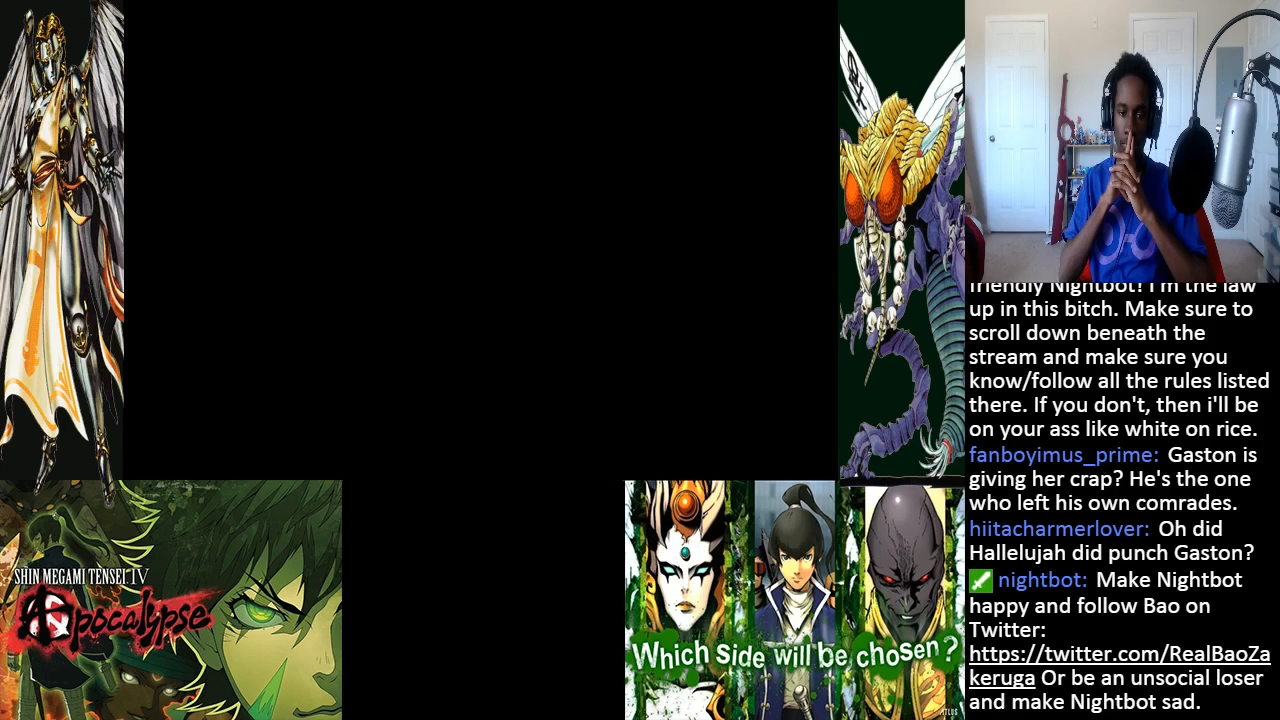 friendly Nightbot! I'm the law
up in this bitch. Make sure to
scroll down beneath the
stream and make sure you
know/follow all the rules listed
there. If you don't, then i'll be
on your ass like white on rice.
fanboyimus_prime: Gaston is
giving her crap? He's the one
who left his own comrades.
hiitacharmerlover: Oh did
Hallelujah did punch Gaston?
nightbot: Make Nightbot
happy and follow Bao on
Twitter:
https://twitter.com/RealBaoZa
keruga Or be an unsocial loser
and make Nightbot sad.
SHIN MEGAMI TENSEI IV
Apocalypse
Which side will be chosen?
ATLUS